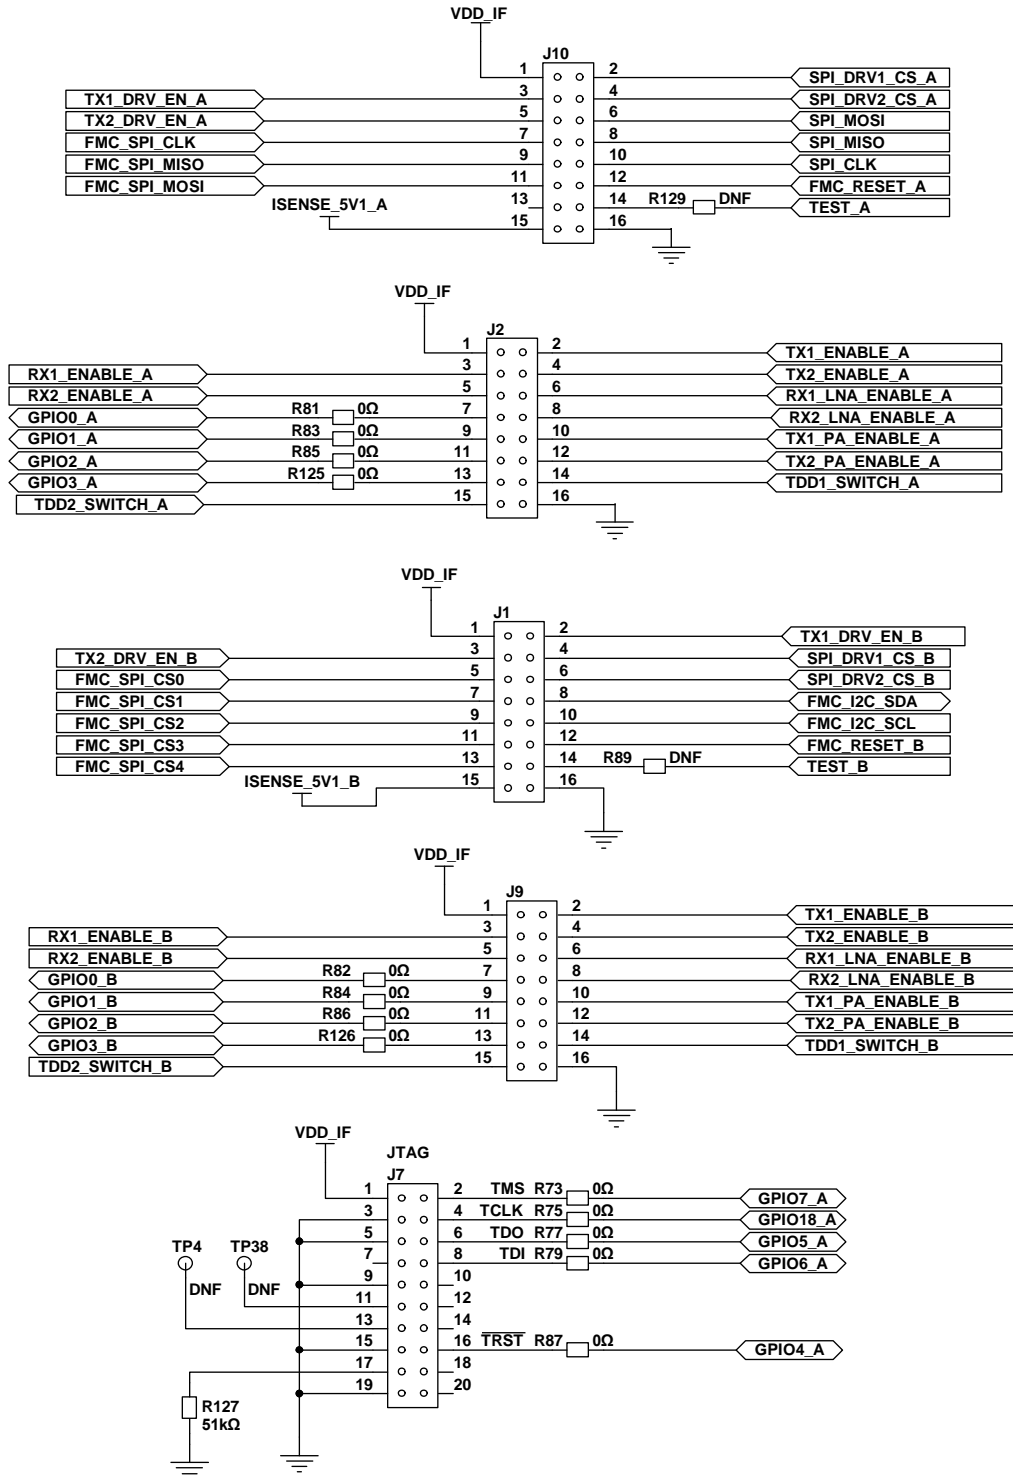 VDD_IF
J10
1 2 SPI_DRV1_CS_A
TX1_DRV_EN_A 3 4 SPI_DRV2_CS_A
TX2_DRV_EN_A 5 6 SPI_MOSI
FMC_SPI_CLK 7 8 SPI_MISO
FMC_SPI_MISO 9 10 SPI_CLK
FMC_SPI_MOSI 11 12 FMC_RESET_A
ISENSE_5V1_A 13 14 R129 DNF TEST_A
15 16
VDD_IF
J2
1 2 TX1_ENABLE_A
RX1_ENABLE_A 3 4 TX2_ENABLE_A
RX2_ENABLE_A 5 6 RX1_LNA_ENABLE_A
GPIO0_A R81 0Ω 7 8 RX2_LNA_ENABLE_A
GPIO1_A R83 0Ω 9 10 TX1_PA_ENABLE_A
GPIO2_A R85 0Ω 11 12 TX2_PA_ENABLE_A
GPIO3_A R125 0Ω 13 14 TDD1_SWITCH_A
TDD2_SWITCH_A 15 16
VDD_IF
J1
1 2 TX1_DRV_EN_B
TX2_DRV_EN_B 3 4 SPI_DRV1_CS_B
FMC_SPI_CS0 5 6 SPI_DRV2_CS_B
FMC_SPI_CS1 7 8 FMC_I2C_SDA
FMC_SPI_CS2 9 10 FMC_I2C_SCL
FMC_SPI_CS3 11 12 FMC_RESET_B
FMC_SPI_CS4 13 14 R89 DNF TEST_B
ISENSE_5V1_B 15 16
VDD_IF
J9
1 2 TX1_ENABLE_B
RX1_ENABLE_B 3 4 TX2_ENABLE_B
RX2_ENABLE_B 5 6 RX1_LNA_ENABLE_B
GPIO0_B R82 0Ω 7 8 RX2_LNA_ENABLE_B
GPIO1_B R84 0Ω 9 10 TX1_PA_ENABLE_B
GPIO2_B R86 0Ω 11 12 TX2_PA_ENABLE_B
GPIO3_B R126 0Ω 13 14 TDD1_SWITCH_B
TDD2_SWITCH_B 15 16
VDD_IF
JTAG
J7
1 2 TMS R73 0Ω GPIO7_A
3 4 TCLK R75 0Ω GPIO18_A
TP4 TP38 5 6 TDO R77 0Ω GPIO5_A
7 8 TDI R79 0Ω GPIO6_A
DNF DNF 9 10
11 12
13 14
15 16 TRST R87 0Ω GPIO4_A
17 18
19 20
R127
51kΩ